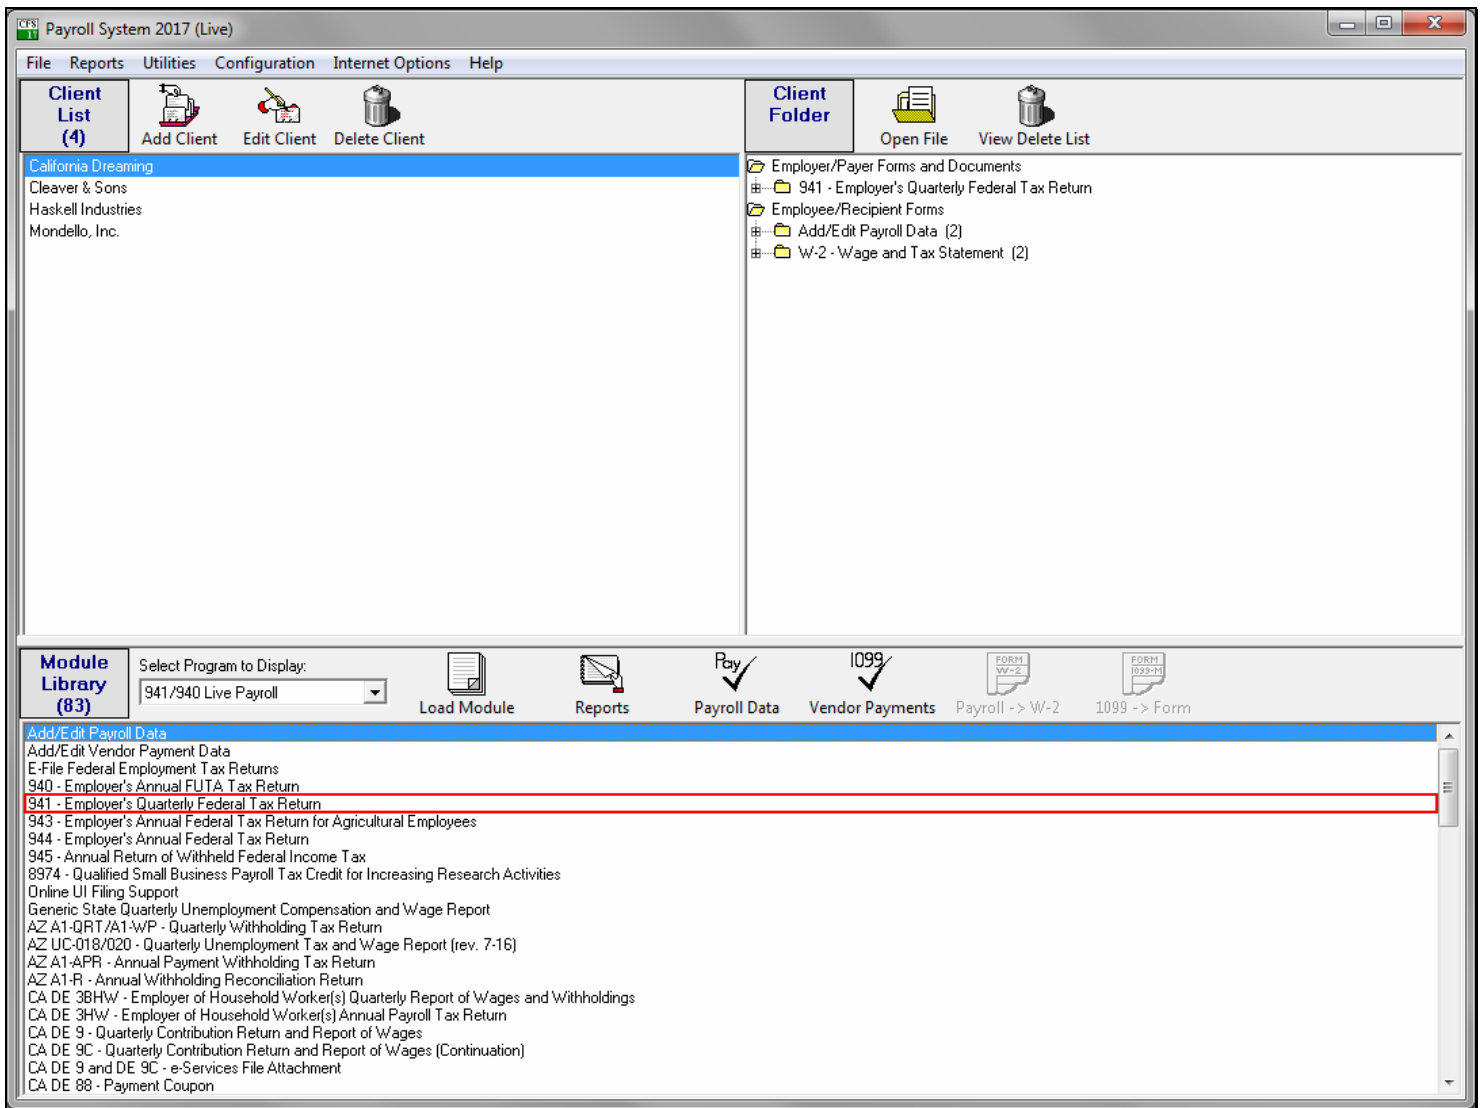 CFS 17 Payroll System 2017 (Live)
File Reports Utilities Configuration Internet Options Help
Client List (4)
Add Client Edit Client Delete Client
California Dreaming
Cleaver & Sons
Haskell Industries
Mondello, Inc.
Client Folder
Open File View Delete List
Employer/Payer Forms and Documents
941 - Employer's Quarterly Federal Tax Return
Employee/Recipient Forms
Add/Edit Payroll Data (2)
W-2 - Wage and Tax Statement (2)
Module Library (83)
Select Program to Display:
941/940 Live Payroll
Load Module
Reports
Pay
Payroll Data
1099
Vendor Payments
FORM W-2
Payroll -> W-2
FORM 1099-M
1099 -> Form
Add/Edit Payroll Data
Add/Edit Vendor Payment Data
E-File Federal Employment Tax Returns
940 - Employer's Annual FUTA Tax Return
941 - Employer's Quarterly Federal Tax Return
943 - Employer's Annual Federal Tax Return for Agricultural Employees
944 - Employer's Annual Federal Tax Return
945 - Annual Return of Withheld Federal Income Tax
8974 - Qualified Small Business Payroll Tax Credit for Increasing Research Activities
Online UI Filing Support
Generic State Quarterly Unemployment Compensation and Wage Report
AZ A1-QRT/A1-WP - Quarterly Withholding Tax Return
AZ UC-018/020 - Quarterly Unemployment Tax and Wage Report (rev. 7-16)
AZ A1-APR - Annual Payment Withholding Tax Return
AZ A1-R - Annual Withholding Reconciliation Return
CA DE 3BHW - Employer of Household Worker(s) Quarterly Report of Wages and Withholdings
CA DE 3HW - Employer of Household Worker(s) Annual Payroll Tax Return
CA DE 9 - Quarterly Contribution Return and Report of Wages
CA DE 9C - Quarterly Contribution Return and Report of Wages (Continuation)
CA DE 9 and DE 9C - e-Services File Attachment
CA DE 88 - Payment Coupon